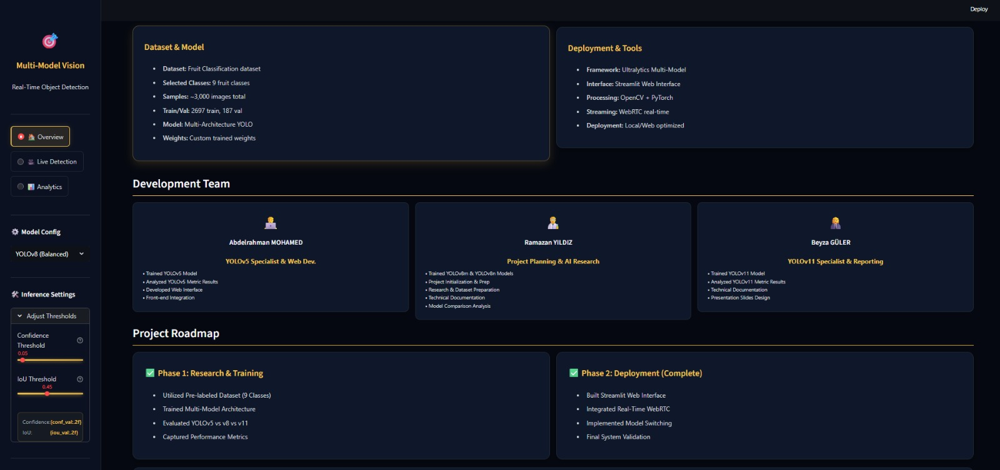 Deploy
Multi-Model Vision
Real-Time Object Detection
Overview
Live Detection
Analytics
Model Config
YOLOv8 (Balanced)
Inference Settings
Adjust Thresholds
Confidence
Threshold
0.05
IoU Threshold
0.45
Confidence:{conf_val:.2f}
IoU: {iou_val:.2f}
Dataset & Model
• Dataset: Fruit Classification dataset
• Selected Classes: 9 fruit classes
• Samples: ~3,000 images total
• Train/Val: 2697 train, 187 val
• Model: Multi-Architecture YOLO
• Weights: Custom trained weights
Deployment & Tools
• Framework: Ultralytics Multi-Model
• Interface: Streamlit Web Interface
• Processing: OpenCV + PyTorch
• Streaming: WebRTC real-time
• Deployment: Local/Web optimized
Development Team
Abdelrahman MOHAMED
YOLOv5 Specialist & Web Dev.
• Trained YOLOv5 Model
• Analyzed YOLOv5 Metric Results
• Developed Web Interface
• Front-end Integration
Ramazan YILDIZ
Project Planning & AI Research
• Trained YOLOv8m & YOLOv8n Models
• Project Initialization & Prep
• Research & Dataset Preparation
• Technical Documentation
• Model Comparison Analysis
Beyza GÜLER
YOLOv11 Specialist & Reporting
• Trained YOLOv11 Model
• Analyzed YOLOv11 Metric Results
• Technical Documentation
• Presentation Slides Design
Project Roadmap
✅ Phase 1: Research & Training
• Utilized Pre-labeled Dataset (9 Classes)
• Trained Multi-Model Architecture
• Evaluated YOLOv5 vs v8 vs v11
• Captured Performance Metrics
✅ Phase 2: Deployment (Complete)
• Built Streamlit Web Interface
• Integrated Real-Time WebRTC
• Implemented Model Switching
• Final System Validation